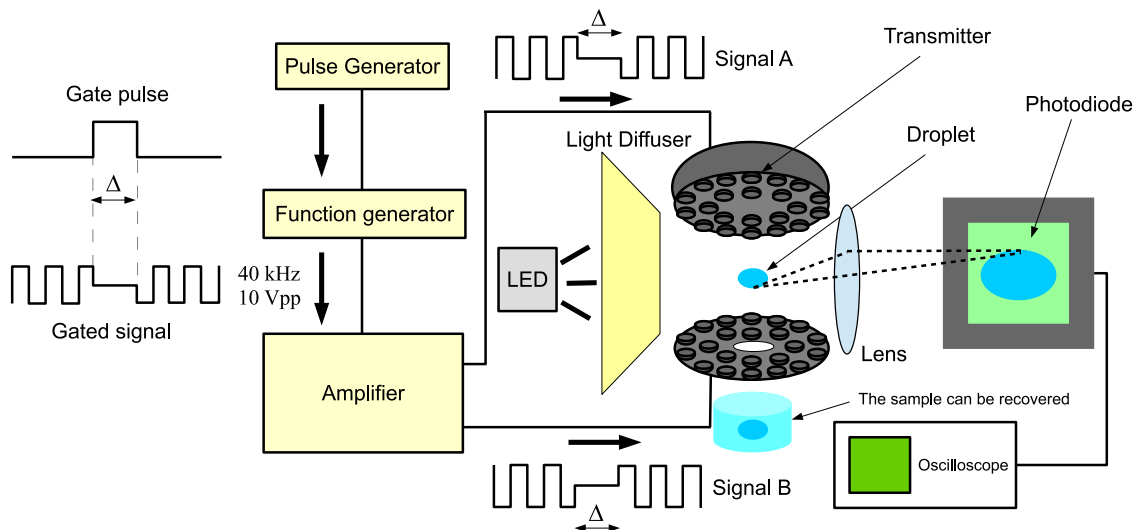 Δ
Signal A
Transmitter
Pulse Generator
Gate pulse
Photodiode
Light Diffuser
Droplet
Δ
Function generator
40 kHz
10 Vpp
LED
Gated signal
Lens
Amplifier
The sample can be recovered
Oscilloscope
Signal B
Δ